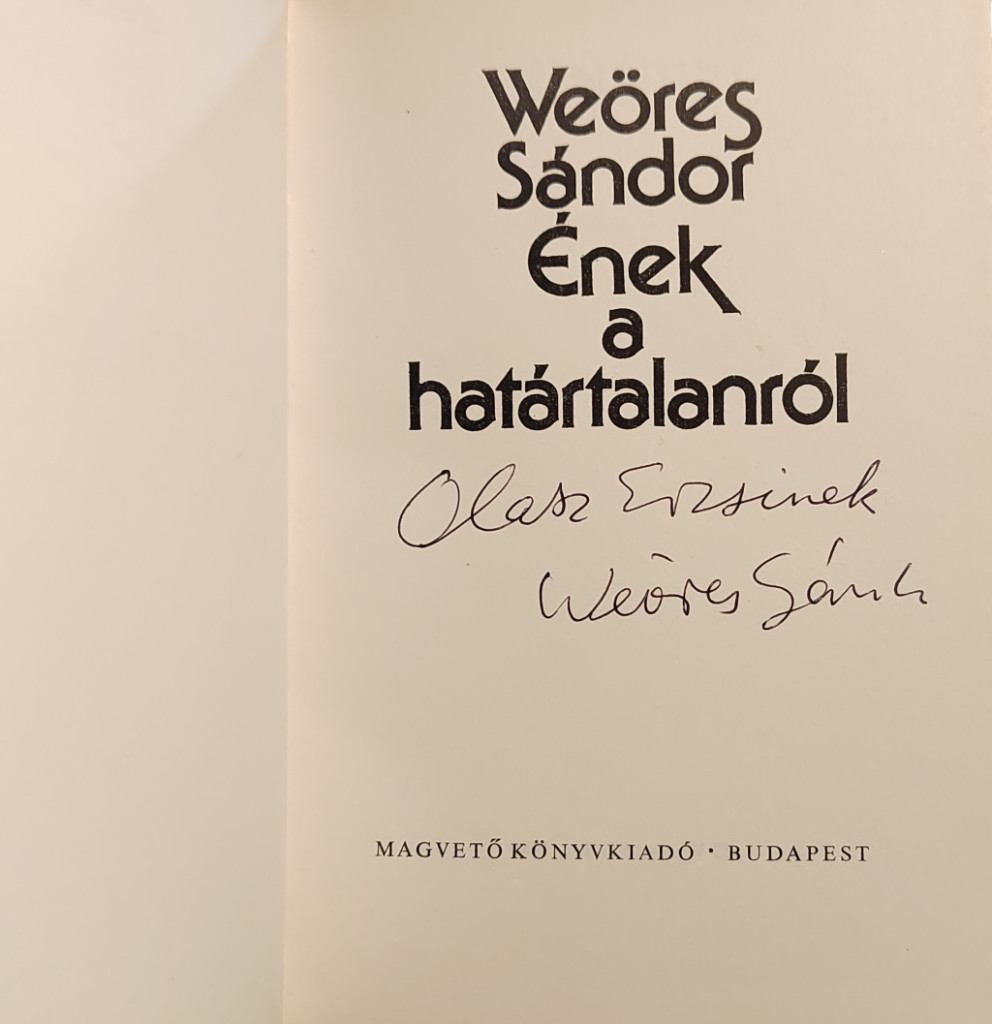 Weöres
Sándor
Ének
a
határtalanról
Olasz Erzsinek
Weöres Sándor
MAGVETŐ KÖNYVKIADÓ · BUDAPEST